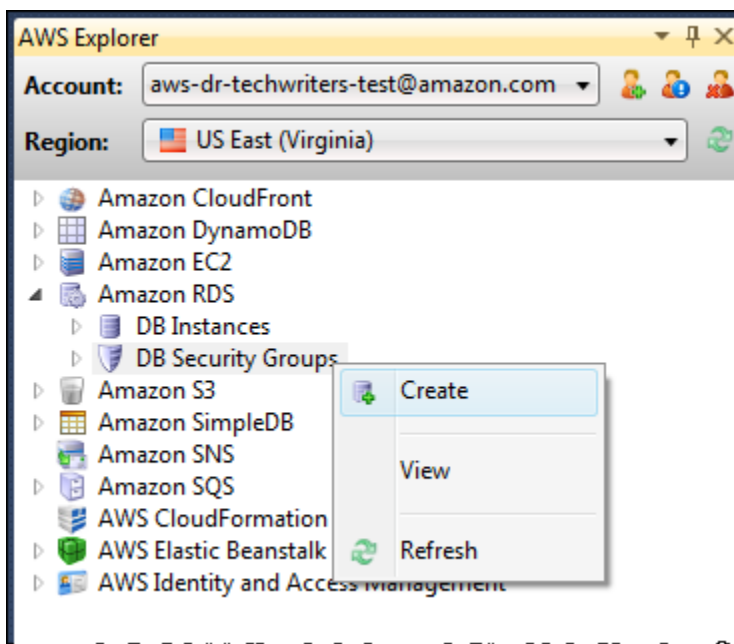 AWS Explorer
Account: aws-dr-techwriters-test@amazon.com
Region: US East (Virginia)
Amazon CloudFront
Amazon DynamoDB
Amazon EC2
Amazon RDS
DB Instances
DB Security Groups
Amazon S3
Amazon SimpleDB
Amazon SNS
Amazon SQS
AWS CloudFormation
AWS Elastic Beanstalk
AWS Identity and Access Management
Create
View
Refresh